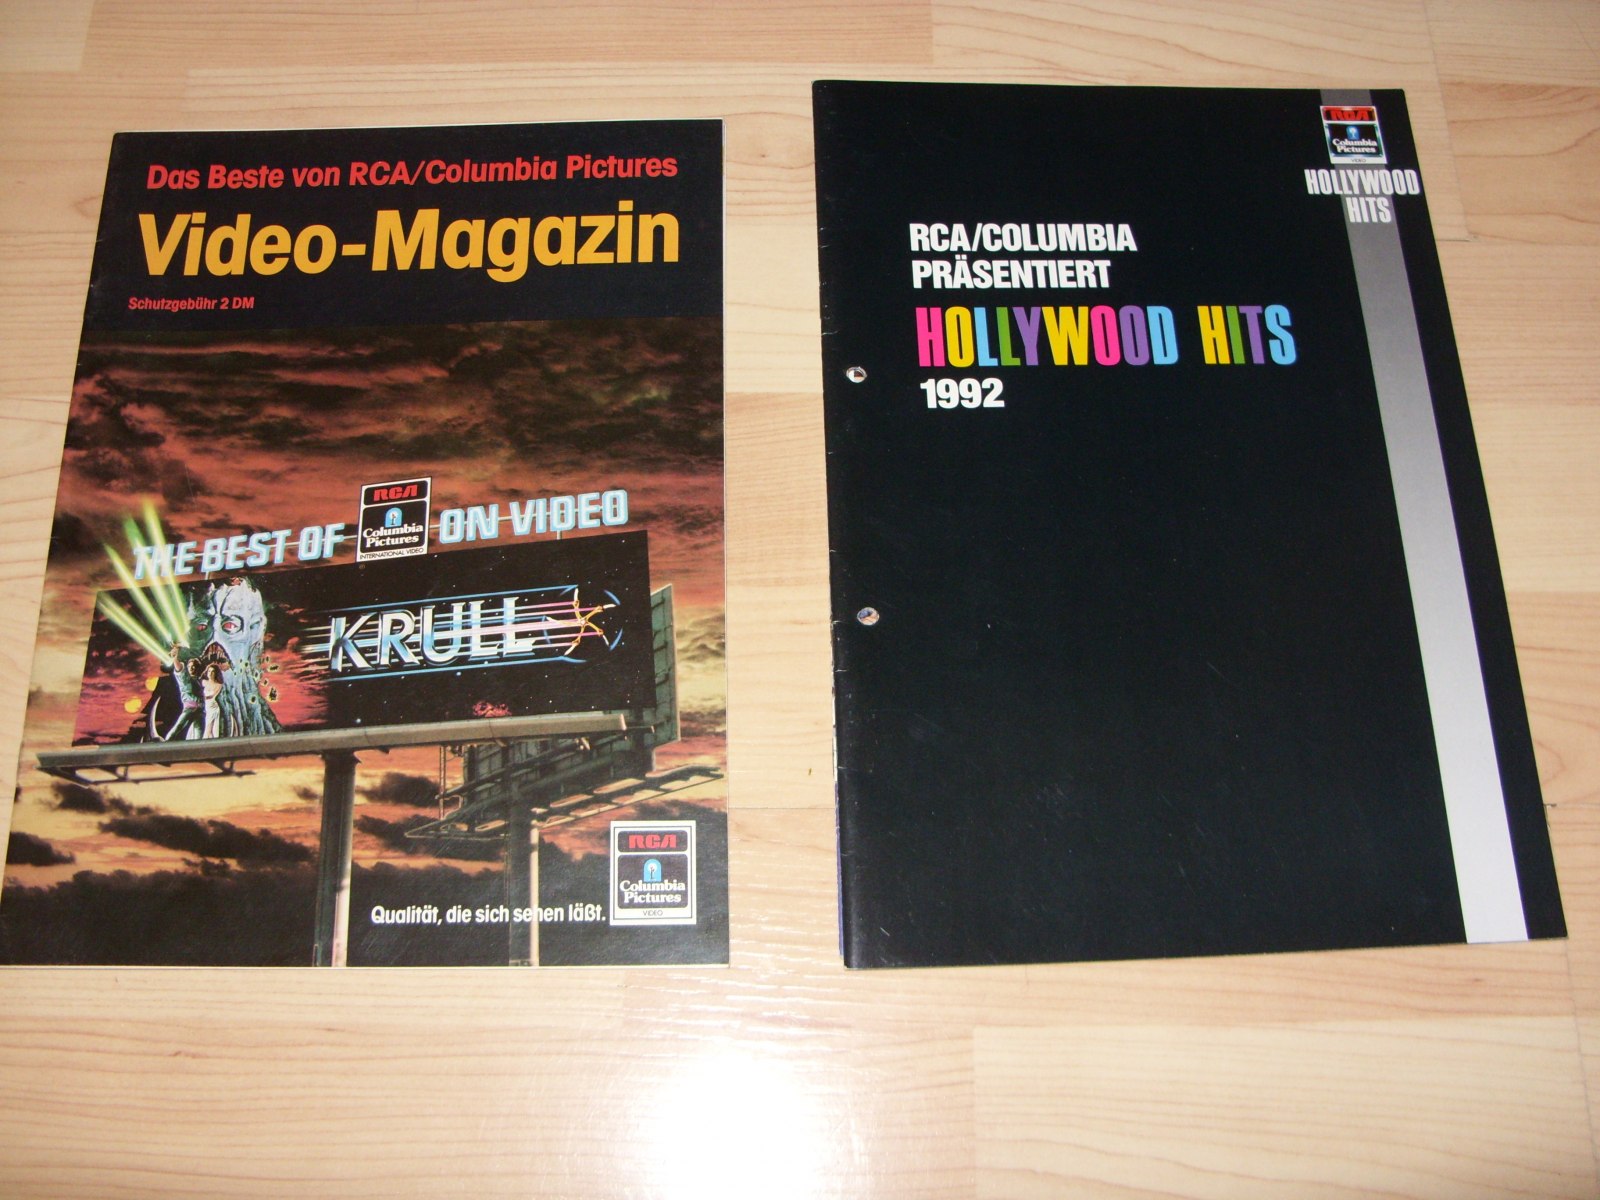 Das Beste von RCA/Columbia Pictures
Video-Magazin
Schutzgebühr 2 DM
THE BEST OF
RCA
Columbia
Pictures
INTERNATIONAL VIDEO
ON VIDEO
KRULL
Qualität, die sich sehen läßt.
RCA
Columbia
Pictures
VIDEO
RCA
Columbia
Pictures
VIDEO
HOLLYWOOD
HITS
RCA/COLUMBIA
PRÄSENTIERT
HOLLYWOOD HITS
1992